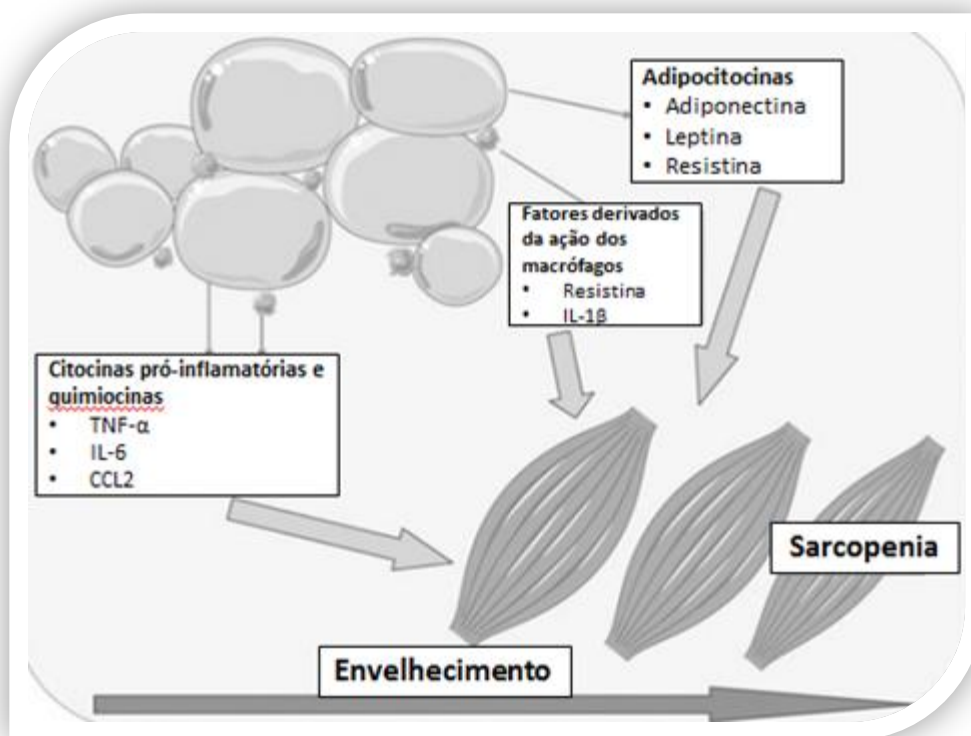 Adipocitocinas
• Adiponectina
• Leptina
• Resistina
Fatores derivados
da ação dos
macrófagos
• Resistina
• IL-1β
Citocinas pró-inflamatórias e
quimiocinas
• TNF-α
• IL-6
• CCL2
Sarcopenia
Envelhecimento